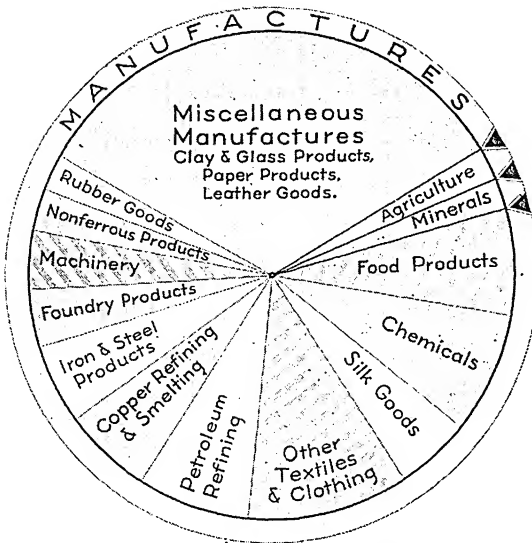 MANUFACTURES
Miscellaneous
Manufactures
Clay & Glass Products,
Paper Products,
Leather Goods.
Agriculture
Minerals
Food Products
Chemicals
Silk Goods
Other
Textiles
& Clothing
Petroleum
Refining
Copper Refining
& Smelting
Iron & Steel
Products
Foundry Products
Machinery
Nonferrous Products
Rubber Goods